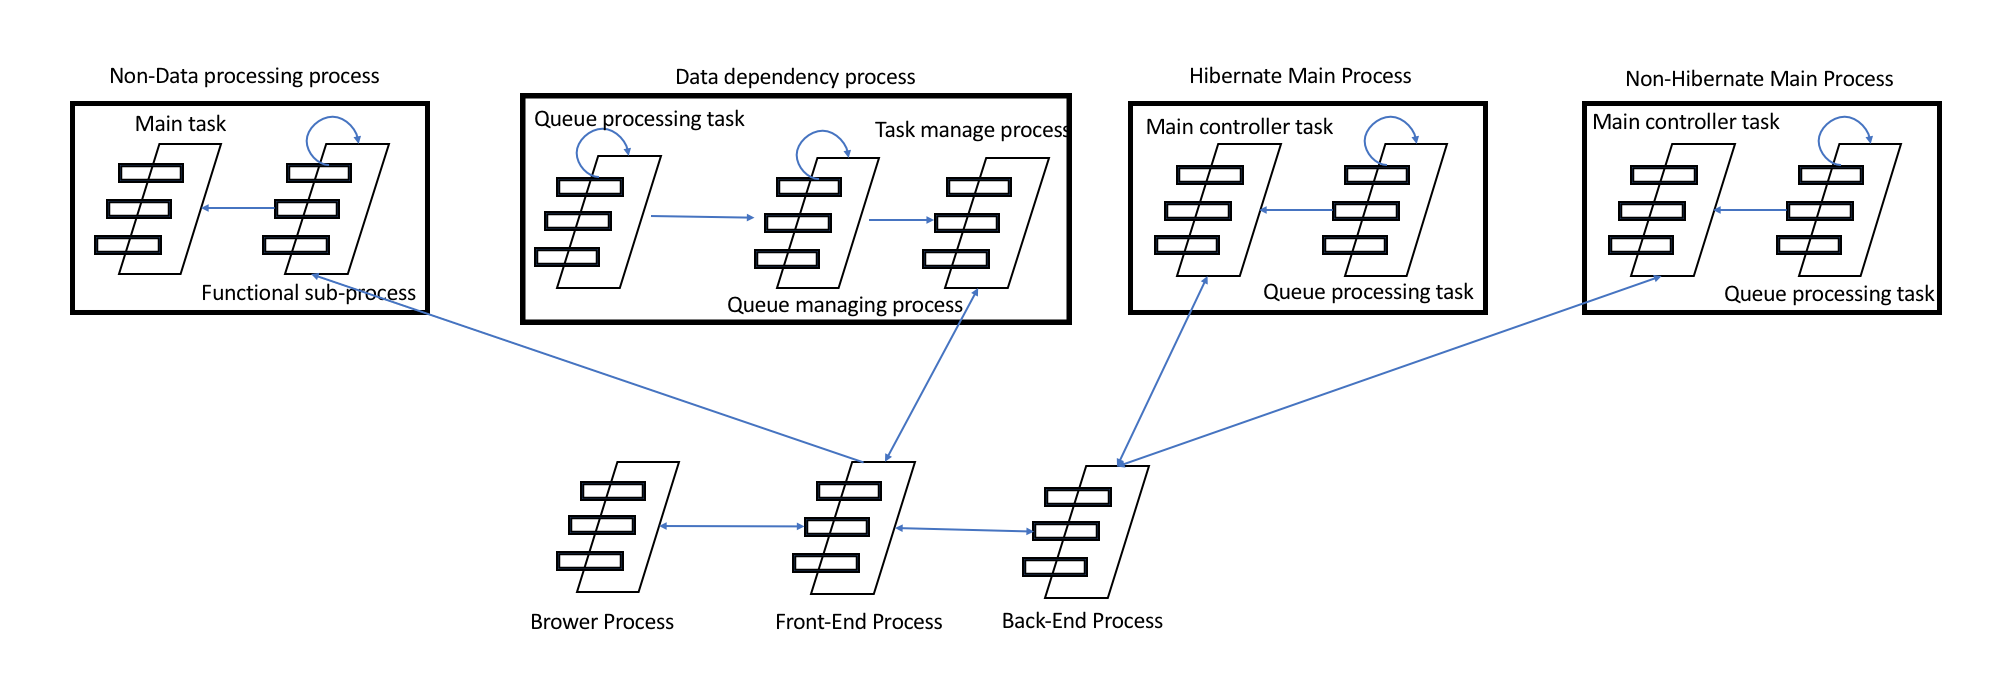 Non-Data processing process
Data dependency process
Hibernate Main Process
Non-Hibernate Main Process
Main task
Queue processing task
Task manage process
Main controller task
Main controller task
Functional sub-process
Queue managing process
Queue processing task
Queue processing task
Brower Process
Front-End Process
Back-End Process